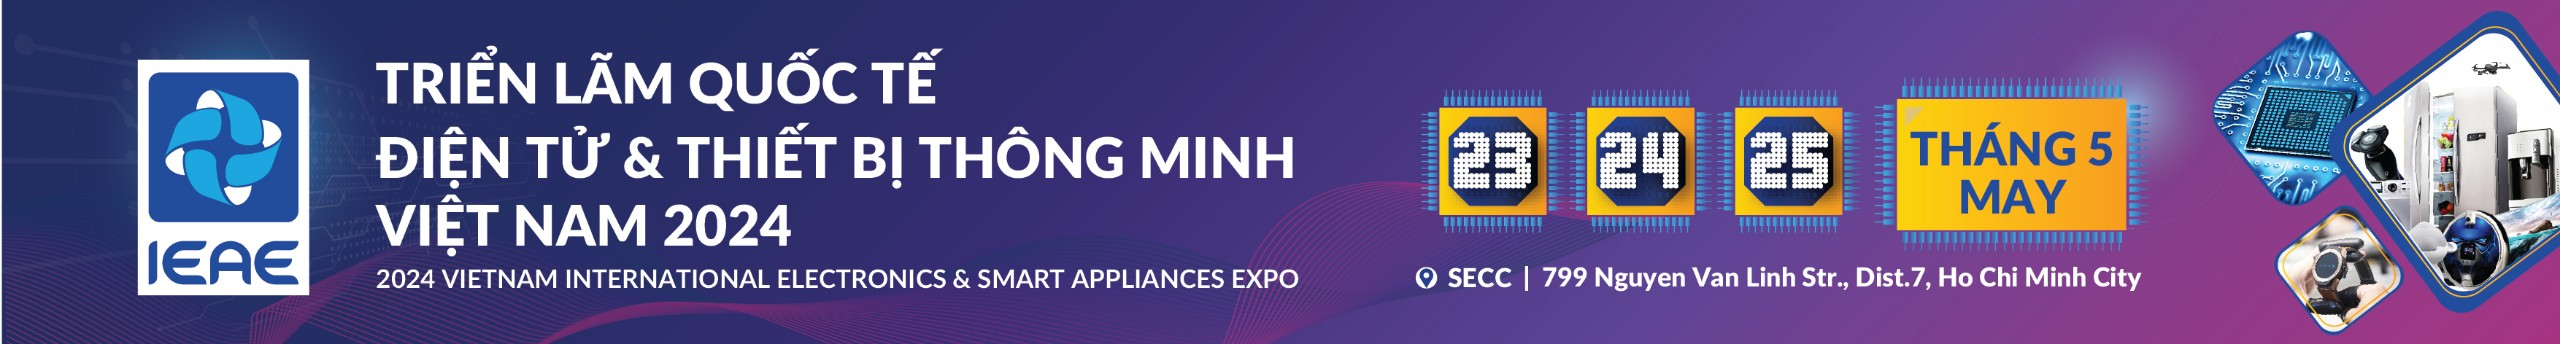 IEAE
TRIỂN LÃM QUỐC TẾ
ĐIỆN TỬ & THIẾT BỊ THÔNG MINH
VIỆT NAM 2024
2024 VIETNAM INTERNATIONAL ELECTRONICS & SMART APPLIANCES EXPO
23 24 25
THÁNG 5
MAY
SECC | 799 Nguyen Van Linh Str., Dist.7, Ho Chi Minh City